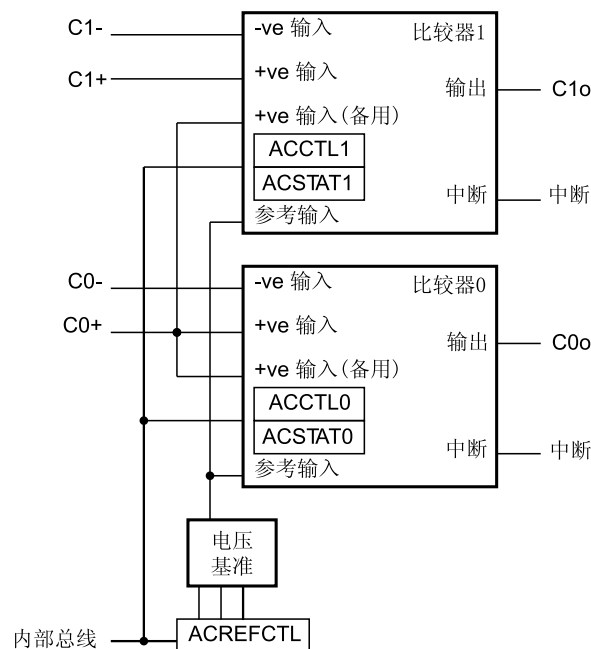 C1-
-ve 输入
比较器1
C1+
+ve 输入
输出
C1o
+ve 输入(备用)
ACCTL1
ACSTAT1
中断
中断
参考输入
C0-
-ve 输入
比较器0
C0+
+ve 输入
输出
C0o
+ve 输入(备用)
ACCTL0
ACSTAT0
中断
中断
参考输入
电压
基准
内部总线
ACREFCTL